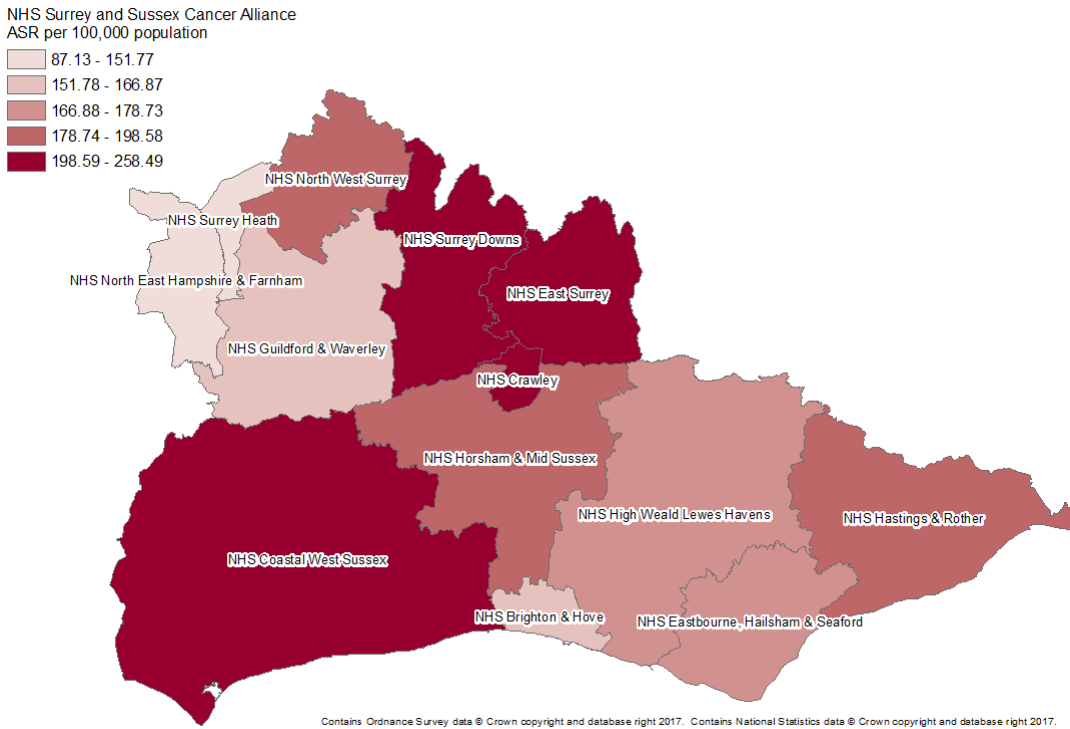 NHS Surrey and Sussex Cancer Alliance
ASR per 100,000 population
87.13 - 151.77
151.78 - 166.87
166.88 - 178.73
178.74 - 198.58
198.59 - 258.49
NHS North West Surrey
NHS Surrey Heath
NHS Surrey Downs
NHS North East Hampshire & Farnham
NHS East Surrey
NHS Guildford & Waverley
NHS Crawley
NHS Horsham & Mid Sussex
NHS High Weald Lewes Havens
NHS Hastings & Rother
NHS Coastal West Sussex
NHS Brighton & Hove
NHS Eastbourne, Hailsham & Seaford
Contains Ordnance Survey data © Crown copyright and database right 2017. Contains National Statistics data © Crown copyright and database right 2017.